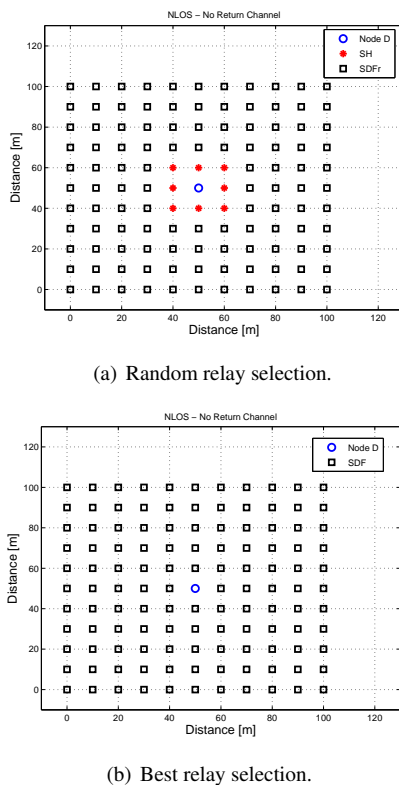 NLOS − No Return Channel
Node D
SH
SDFr
120
100
80
60
40
20
0
Distance [m]
0 20 40 60 80 100 120
Distance [m]
(a) Random relay selection.
NLOS − No Return Channel
Node D
SDF
120
100
80
60
40
20
0
Distance [m]
0 20 40 60 80 100 120
Distance [m]
(b) Best relay selection.